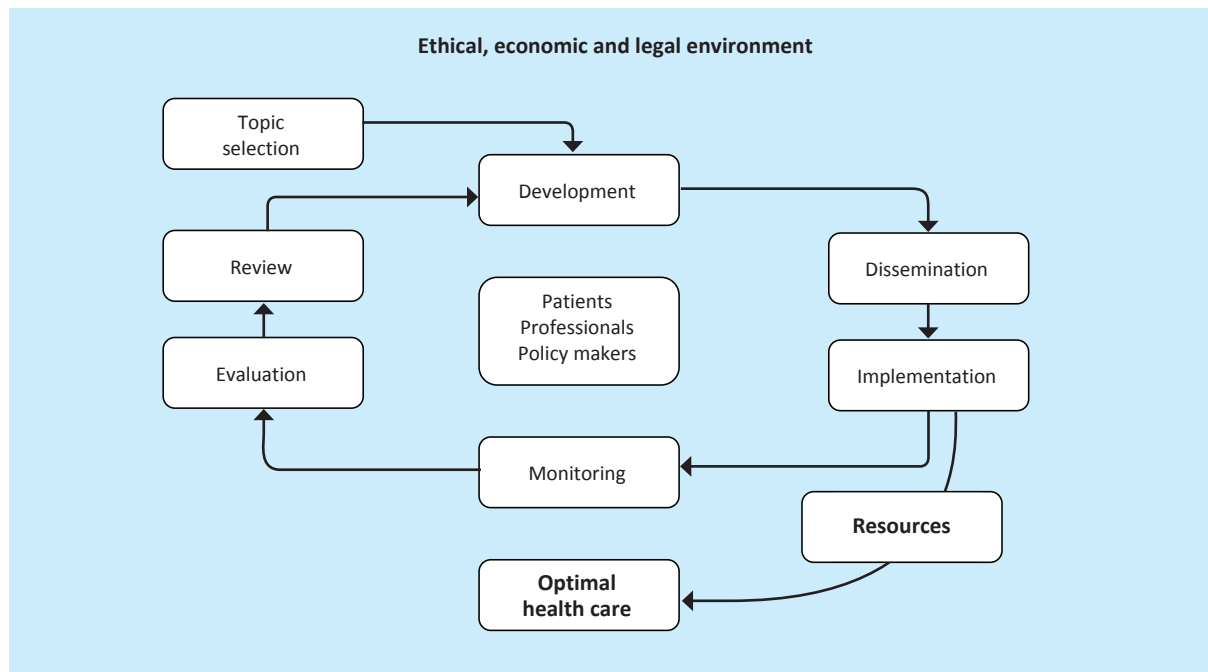 Ethical, economic and legal environment
Topic
selection
Development
Review
Dissemination
Patients
Professionals
Policy makers
Evaluation
Implementation
Monitoring
Resources
Optimal
health care